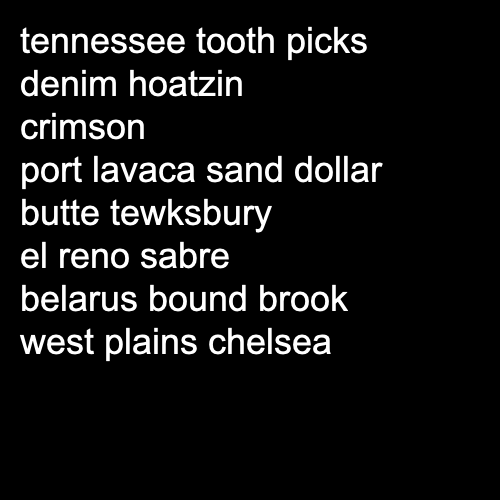 tennessee tooth picks
denim hoatzin
crimson
port lavaca sand dollar
butte tewksbury
el reno sabre
belarus bound brook
west plains chelsea